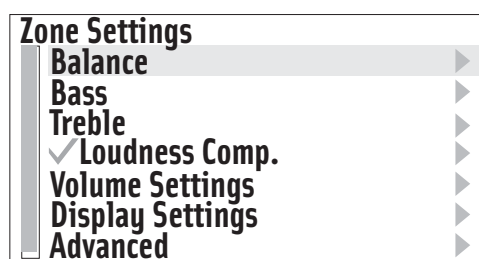 Zone Settings
Balance
Bass
Treble
✓Loudness Comp.
Volume Settings
Display Settings
Advanced